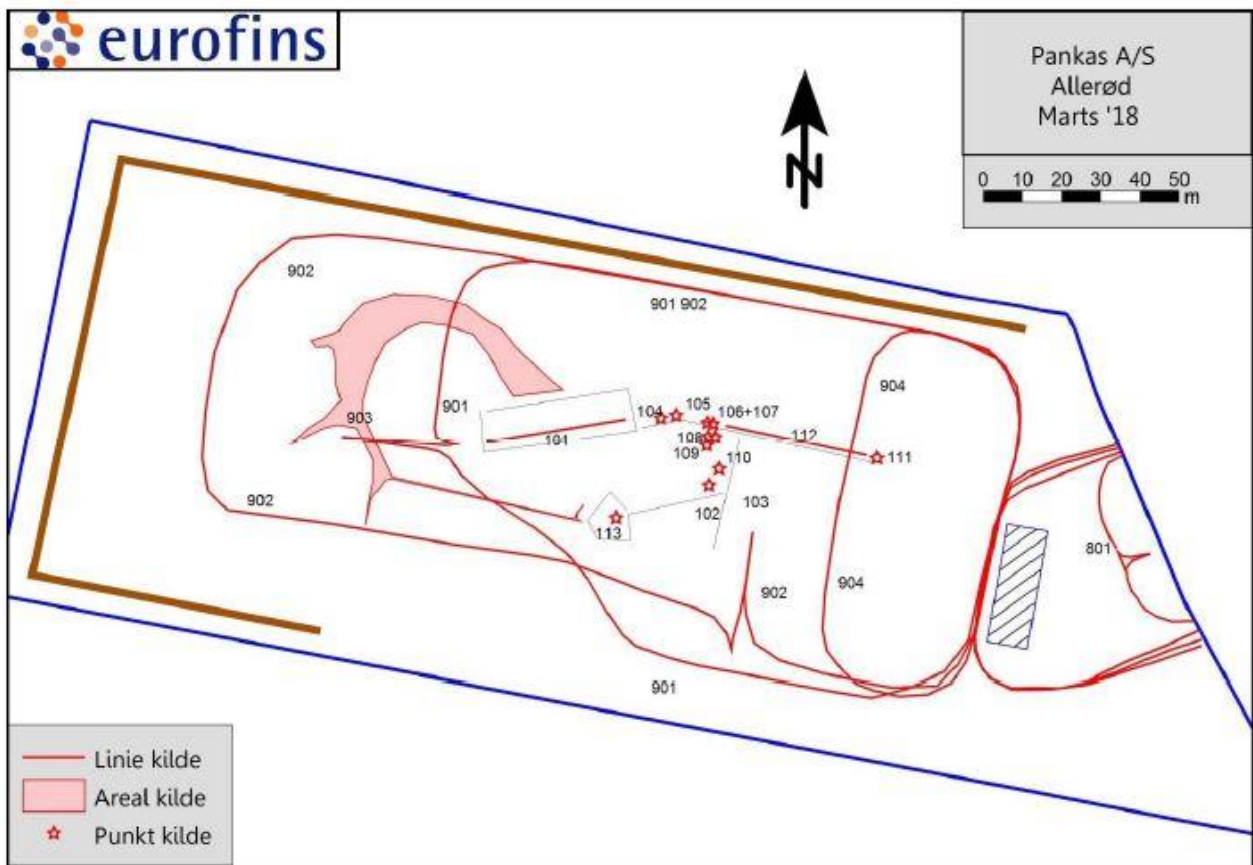 eurofins
Pankas A/S
Allerød
Marts '18
0 10 20 30 40 50
m
N
902
901 902
904
903
901
101
104
105
106+107
108
109
110
112
111
902
102
103
113
801
902
904
901
Linie kilde
Areal kilde
Punkt kilde